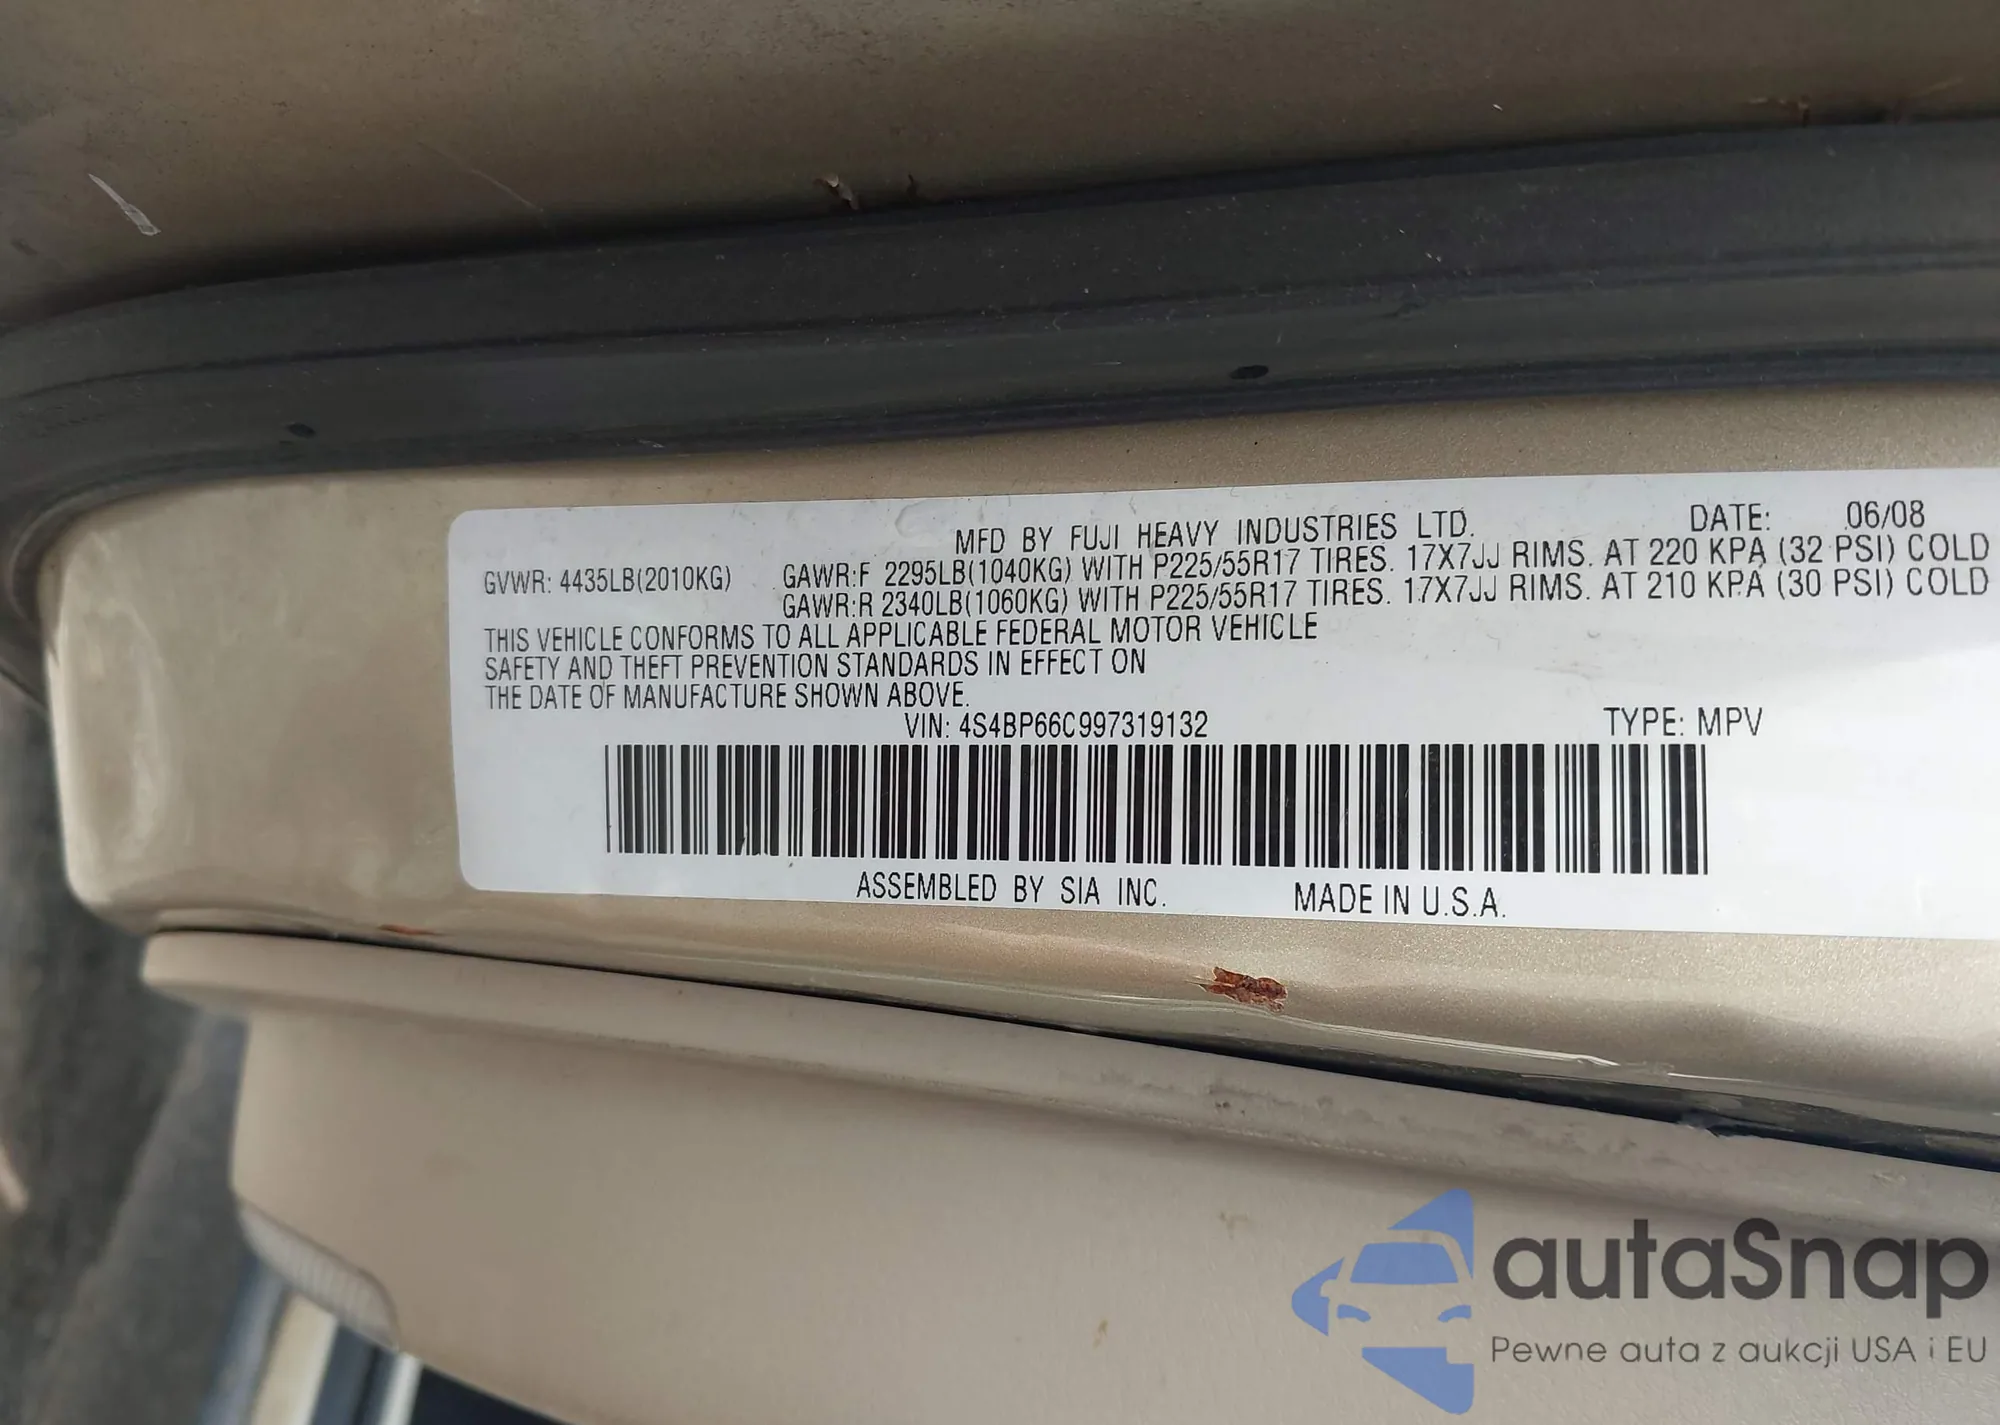 MFD BY FUJI HEAVY INDUSTRIES LTD. DATE: 06/08
GVWR: 4435LB(2010KG) GAWR:F 2295LB(1040KG) WITH P225/55R17 TIRES. 17X7JJ RIMS. AT 220 KPA (32 PSI) COLD
GAWR:R 2340LB(1060KG) WITH P225/55R17 TIRES. 17X7JJ RIMS. AT 210 KPA (30 PSI) COLD
THIS VEHICLE CONFORMS TO ALL APPLICABLE FEDERAL MOTOR VEHICLE
SAFETY AND THEFT PREVENTION STANDARDS IN EFFECT ON
THE DATE OF MANUFACTURE SHOWN ABOVE.
VIN: 4S4BP66C997319132 TYPE: MPV
ASSEMBLED BY SIA INC. MADE IN U.S.A.
autaSnap
Pewne auta z aukcji USA i EU